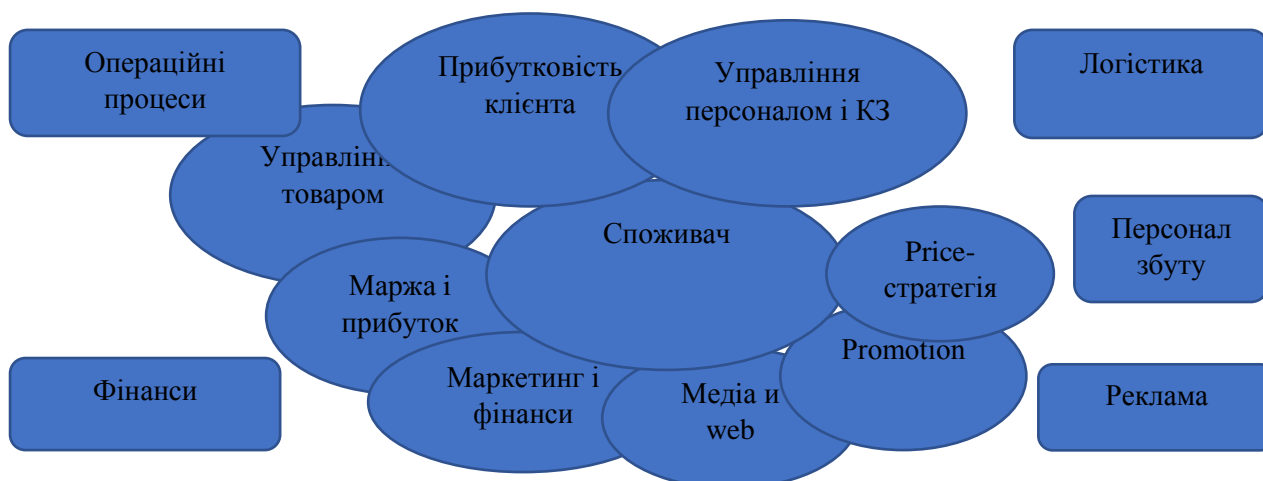 Операційні
процеси
Прибутковість
клієнта
Управління
персоналом і КЗ
Логістика
Управління
товаром
Споживач
Price-
стратегія
Персонал
збуту
Маржа і
прибуток
Promotion
Фінанси
Маркетинг і
фінанси
Медіа и
web
Реклама